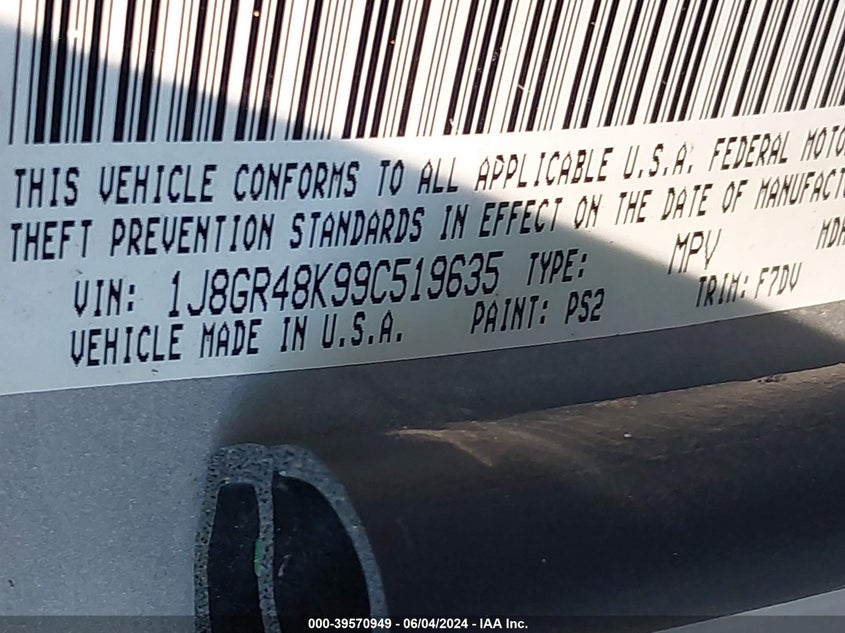 THIS VEHICLE CONFORMS TO ALL APPLICABLE U.S.A. FEDERAL
THEFT PREVENTION STANDARDS IN EFFECT ON THE DATE OF
VIN: 1J8GR48K99C519635 TYPE: MPV
VEHICLE MADE IN U.S.A. PAINT: PS2 TRIM: F7DV
000-39570949 - 06/04/2024 - IAA Inc.